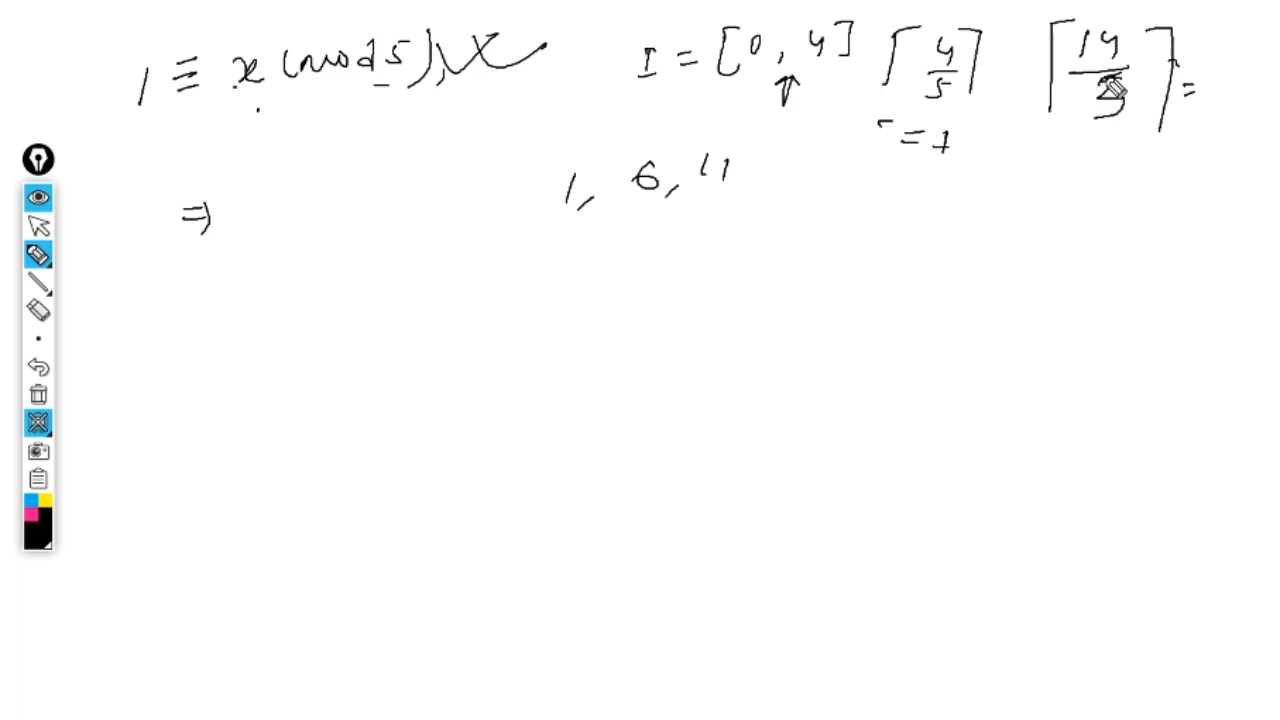 1 ≡ x (mod 5), I = [0, 4] ⌈4/5⌉ ⌈14/5⌉ =
= 1
1, 6, 11
⇒